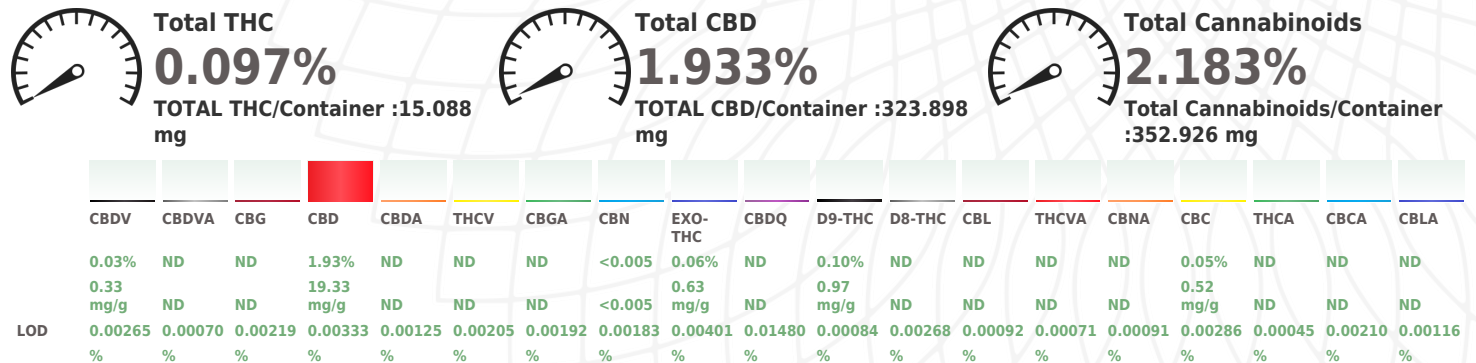 Total THC
0.097%
TOTAL THC/Container :15.088
mg
Total CBD
1.933%
TOTAL CBD/Container :323.898
mg
Total Cannabinoids
2.183%
Total Cannabinoids/Container
:352.926 mg
CBDV CBDVA CBG CBD CBDA THCV CBGA CBN EXO- CBDQ D9-THC D8-THC CBL THCVA CBNA CBC THCA CBCA CBLA
THC
0.03% ND ND 1.93% ND ND ND <0.005 0.06% ND 0.10% ND ND ND ND 0.05% ND ND ND
0.33 19.33 0.63 0.97 0.52
mg/g ND ND mg/g ND ND ND <0.005 mg/g ND mg/g ND ND ND ND mg/g ND ND ND
LOD 0.00265 0.00070 0.00219 0.00333 0.00125 0.00205 0.00192 0.00183 0.00401 0.01480 0.00084 0.00268 0.00092 0.00071 0.00091 0.00286 0.00045 0.00210 0.00116
% % % % % % % % % % % % % % % % % % %